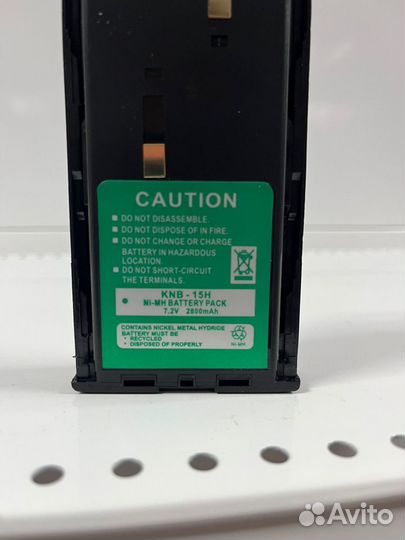 CAUTION
DO NOT DISASSEMBLE.
DO NOT DISPOSE OF IN FIRE.
DO NOT CHANGE OR CHARGE
BATTERY IN HAZARDOUS
LOCATION.
DO NOT SHORT-CIRCUIT
THE TERMINALS.
KNB - 15H
Ni-MH BATTERY PACK
7.2V 2800mAh
CONTAINS NICKEL METAL HYDRIDE
BATTERY MUST BE
RECYCLED
DISPOSED OF PROPERLY.
Ni-MH
Avito